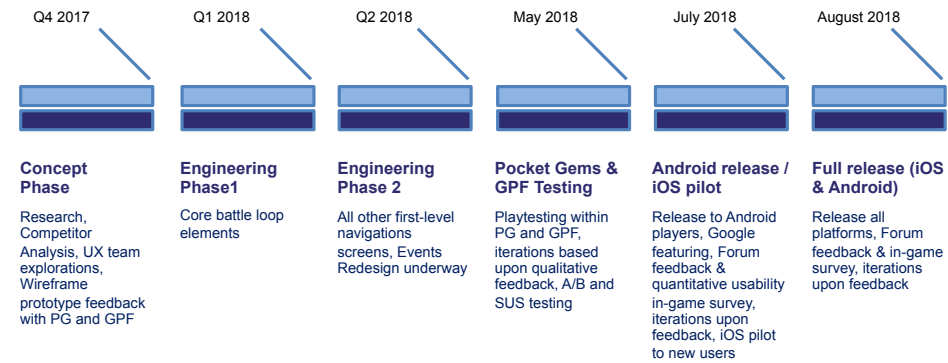 Q4 2017
Q1 2018
Q2 2018
May 2018
July 2018
August 2018
Concept
Phase
Research,
Competitor
Analysis, UX team
explorations,
Wireframe
prototype feedback
with PG and GPF
Engineering
Phase1
Core battle loop
elements
Engineering
Phase 2
All other first-level
navigations
screens, Events
Redesign underway
Pocket Gems &
GPF Testing
Playtesting within
PG and GPF,
iterations based
upon qualitative
feedback, A/B and
SUS testing
Android release /
iOS pilot
Release to Android
players, Google
featuring, Forum
feedback &
quantitative usability
in-game survey,
iterations upon
feedback, iOS pilot
to new users
Full release (iOS
& Android)
Release all
platforms, Forum
feedback & in-game
survey, iterations
upon feedback